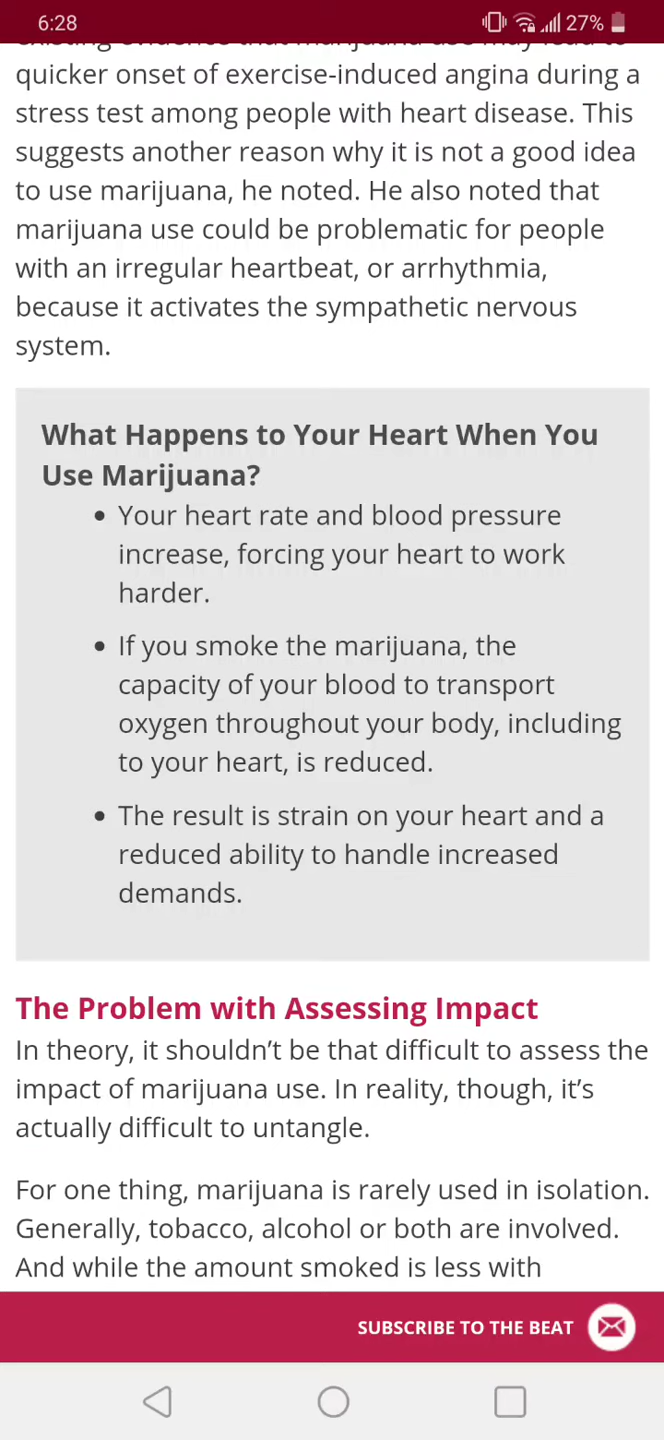 6:28
27%
quicker onset of exercise-induced angina during a
stress test among people with heart disease. This
suggests another reason why it is not a good idea
to use marijuana, he noted. He also noted that
marijuana use could be problematic for people
with an irregular heartbeat, or arrhythmia,
because it activates the sympathetic nervous
system.
What Happens to Your Heart When You
Use Marijuana?
• Your heart rate and blood pressure
increase, forcing your heart to work
harder.
• If you smoke the marijuana, the
capacity of your blood to transport
oxygen throughout your body, including
to your heart, is reduced.
• The result is strain on your heart and a
reduced ability to handle increased
demands.
The Problem with Assessing Impact
In theory, it shouldn’t be that difficult to assess the
impact of marijuana use. In reality, though, it’s
actually difficult to untangle.
For one thing, marijuana is rarely used in isolation.
Generally, tobacco, alcohol or both are involved.
And while the amount smoked is less with
SUBSCRIBE TO THE BEAT